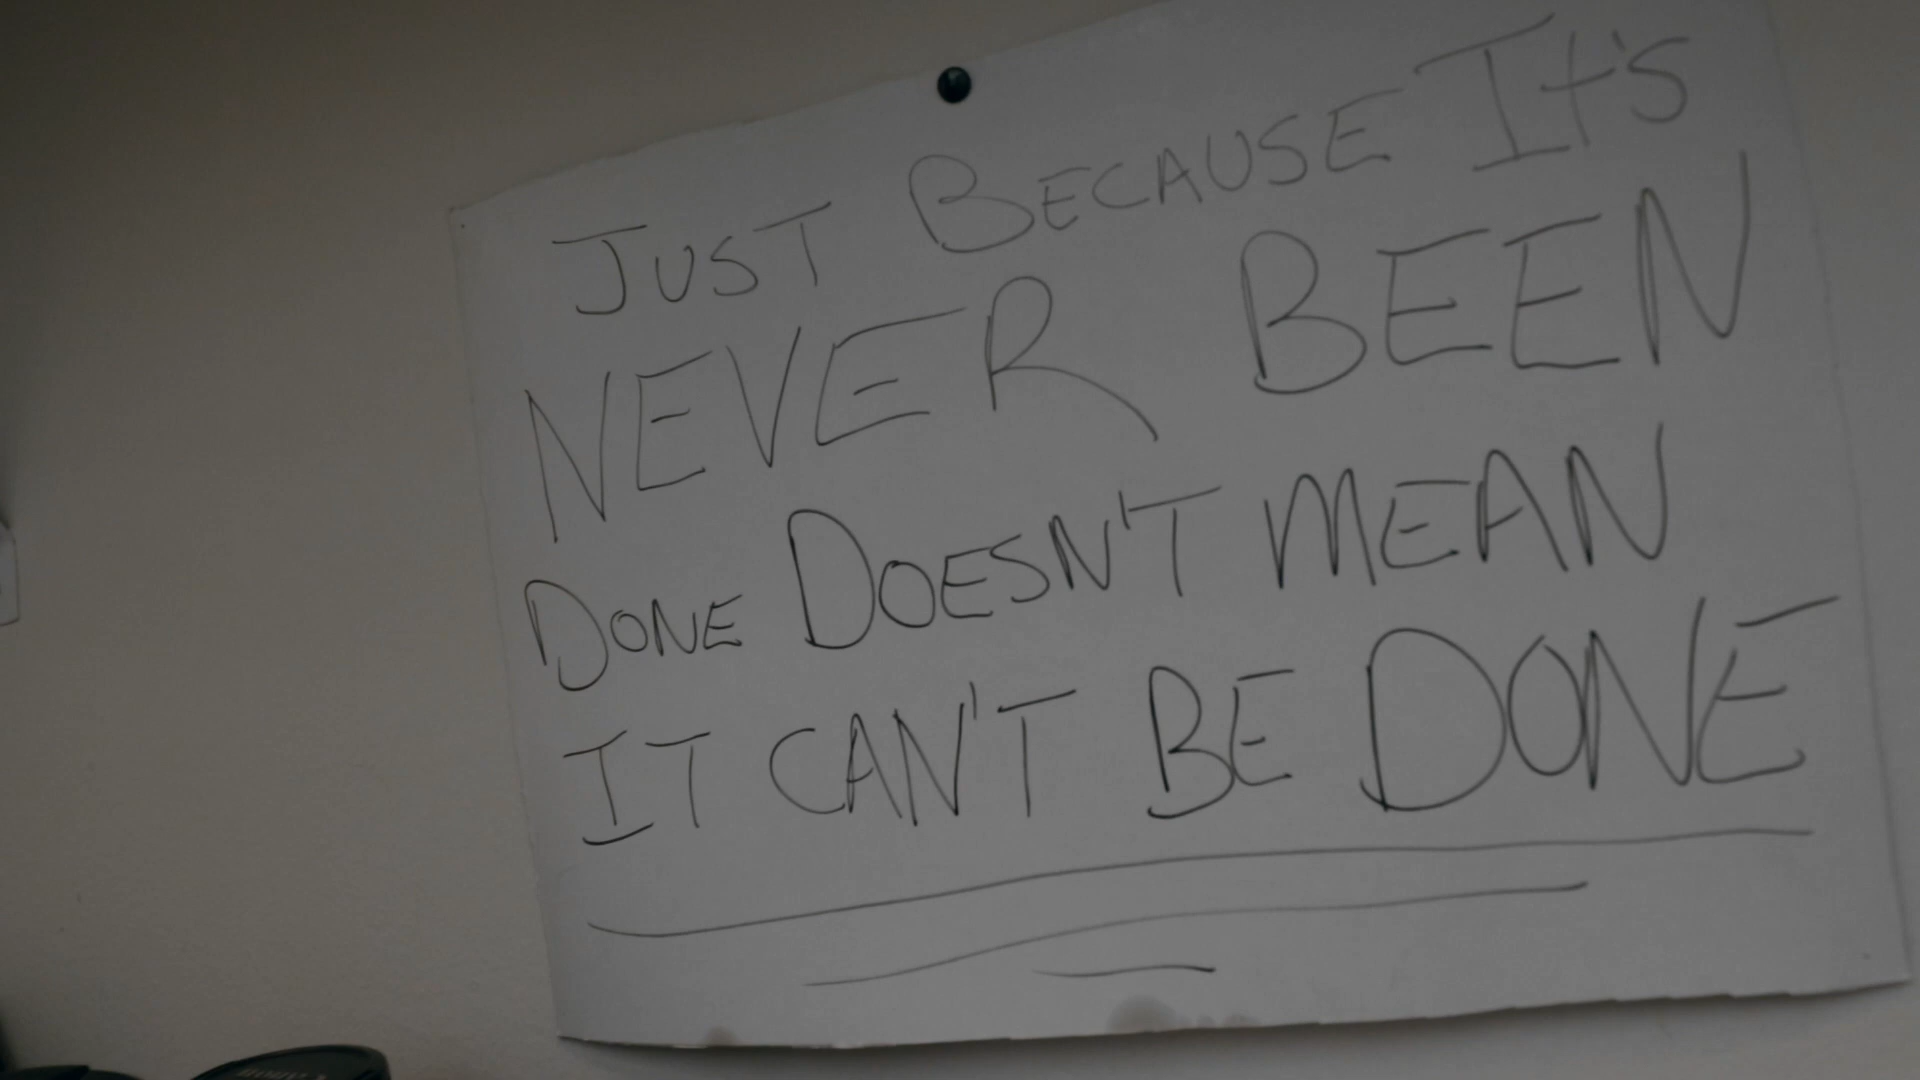 JUST BECAUSE It's
NEVER BEEN
DONE DOESN'T MEAN
IT CAN'T BE DONE